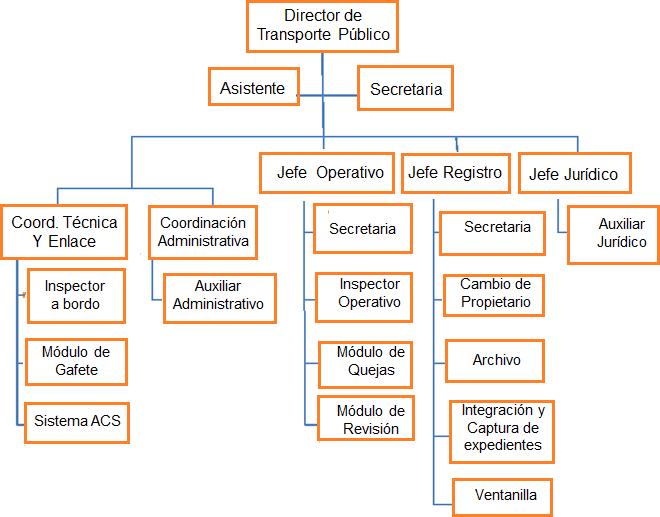 Director de
Transporte Público
Asistente
Secretaria
Jefe Operativo
Jefe Registro
Jefe Jurídico
Coord. Técnica
Y Enlace
Coordinación
Administrativa
Secretaria
Secretaria
Auxiliar
Jurídico
Inspector
a bordo
Auxiliar
Administrativo
Inspector
Operativo
Cambio de
Propietario
Módulo de
Gafete
Módulo de
Quejas
Archivo
Sistema ACS
Módulo de
Revisión
Integración y
Captura de
expedientes
Ventanilla